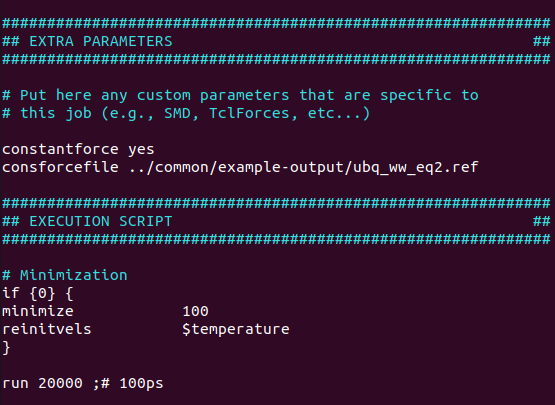 #############################################################
## EXTRA PARAMETERS                                        ##
#############################################################
# Put here any custom parameters that are specific to
# this job (e.g., SMD, TclForces, etc...)
constantforce yes
consforcefile ../common/example-output/ubq_ww_eq2.ref
#############################################################
## EXECUTION SCRIPT                                        ##
#############################################################
# Minimization
if {0} {
minimize            100
reinitvels          $temperature
}
run 20000 ;# 100ps